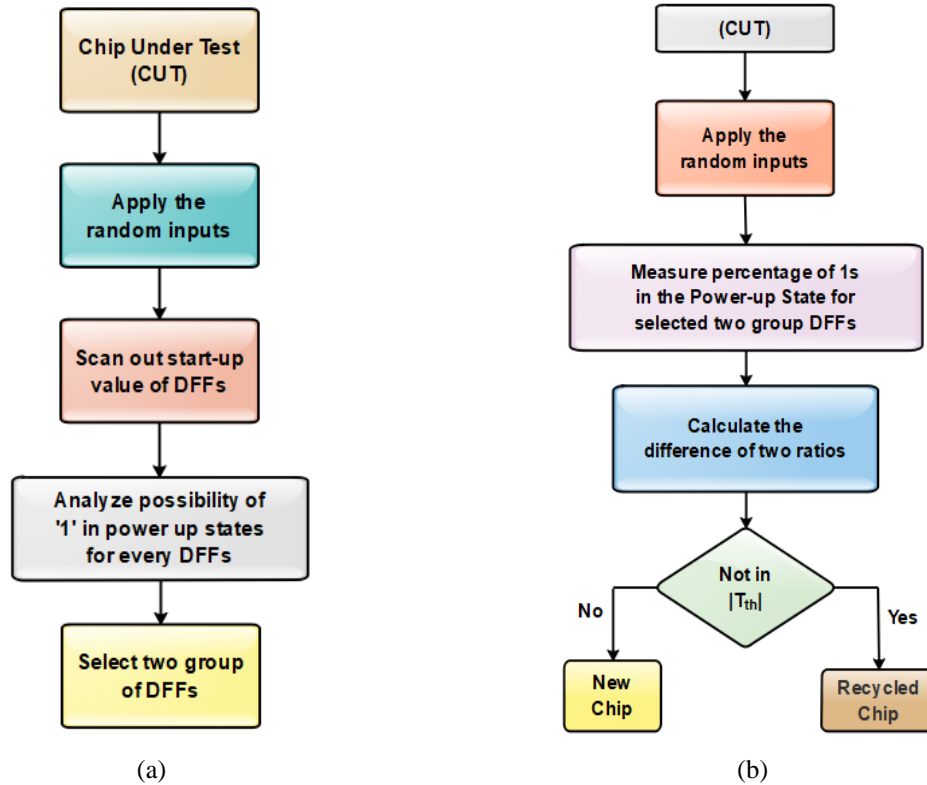 Chip Under Test
(CUT)
Apply the
random inputs
Scan out start-up
value of DFFs
Analyze possibility of
'1' in power up states
for every DFFs
Select two group
of DFFs
(a)
(CUT)
Apply the
random inputs
Measure percentage of 1s
in the Power-up State for
selected two group DFFs
Calculate the
difference of two ratios
Not in
|Tth|
No
Yes
New
Chip
Recycled
Chip
(b)